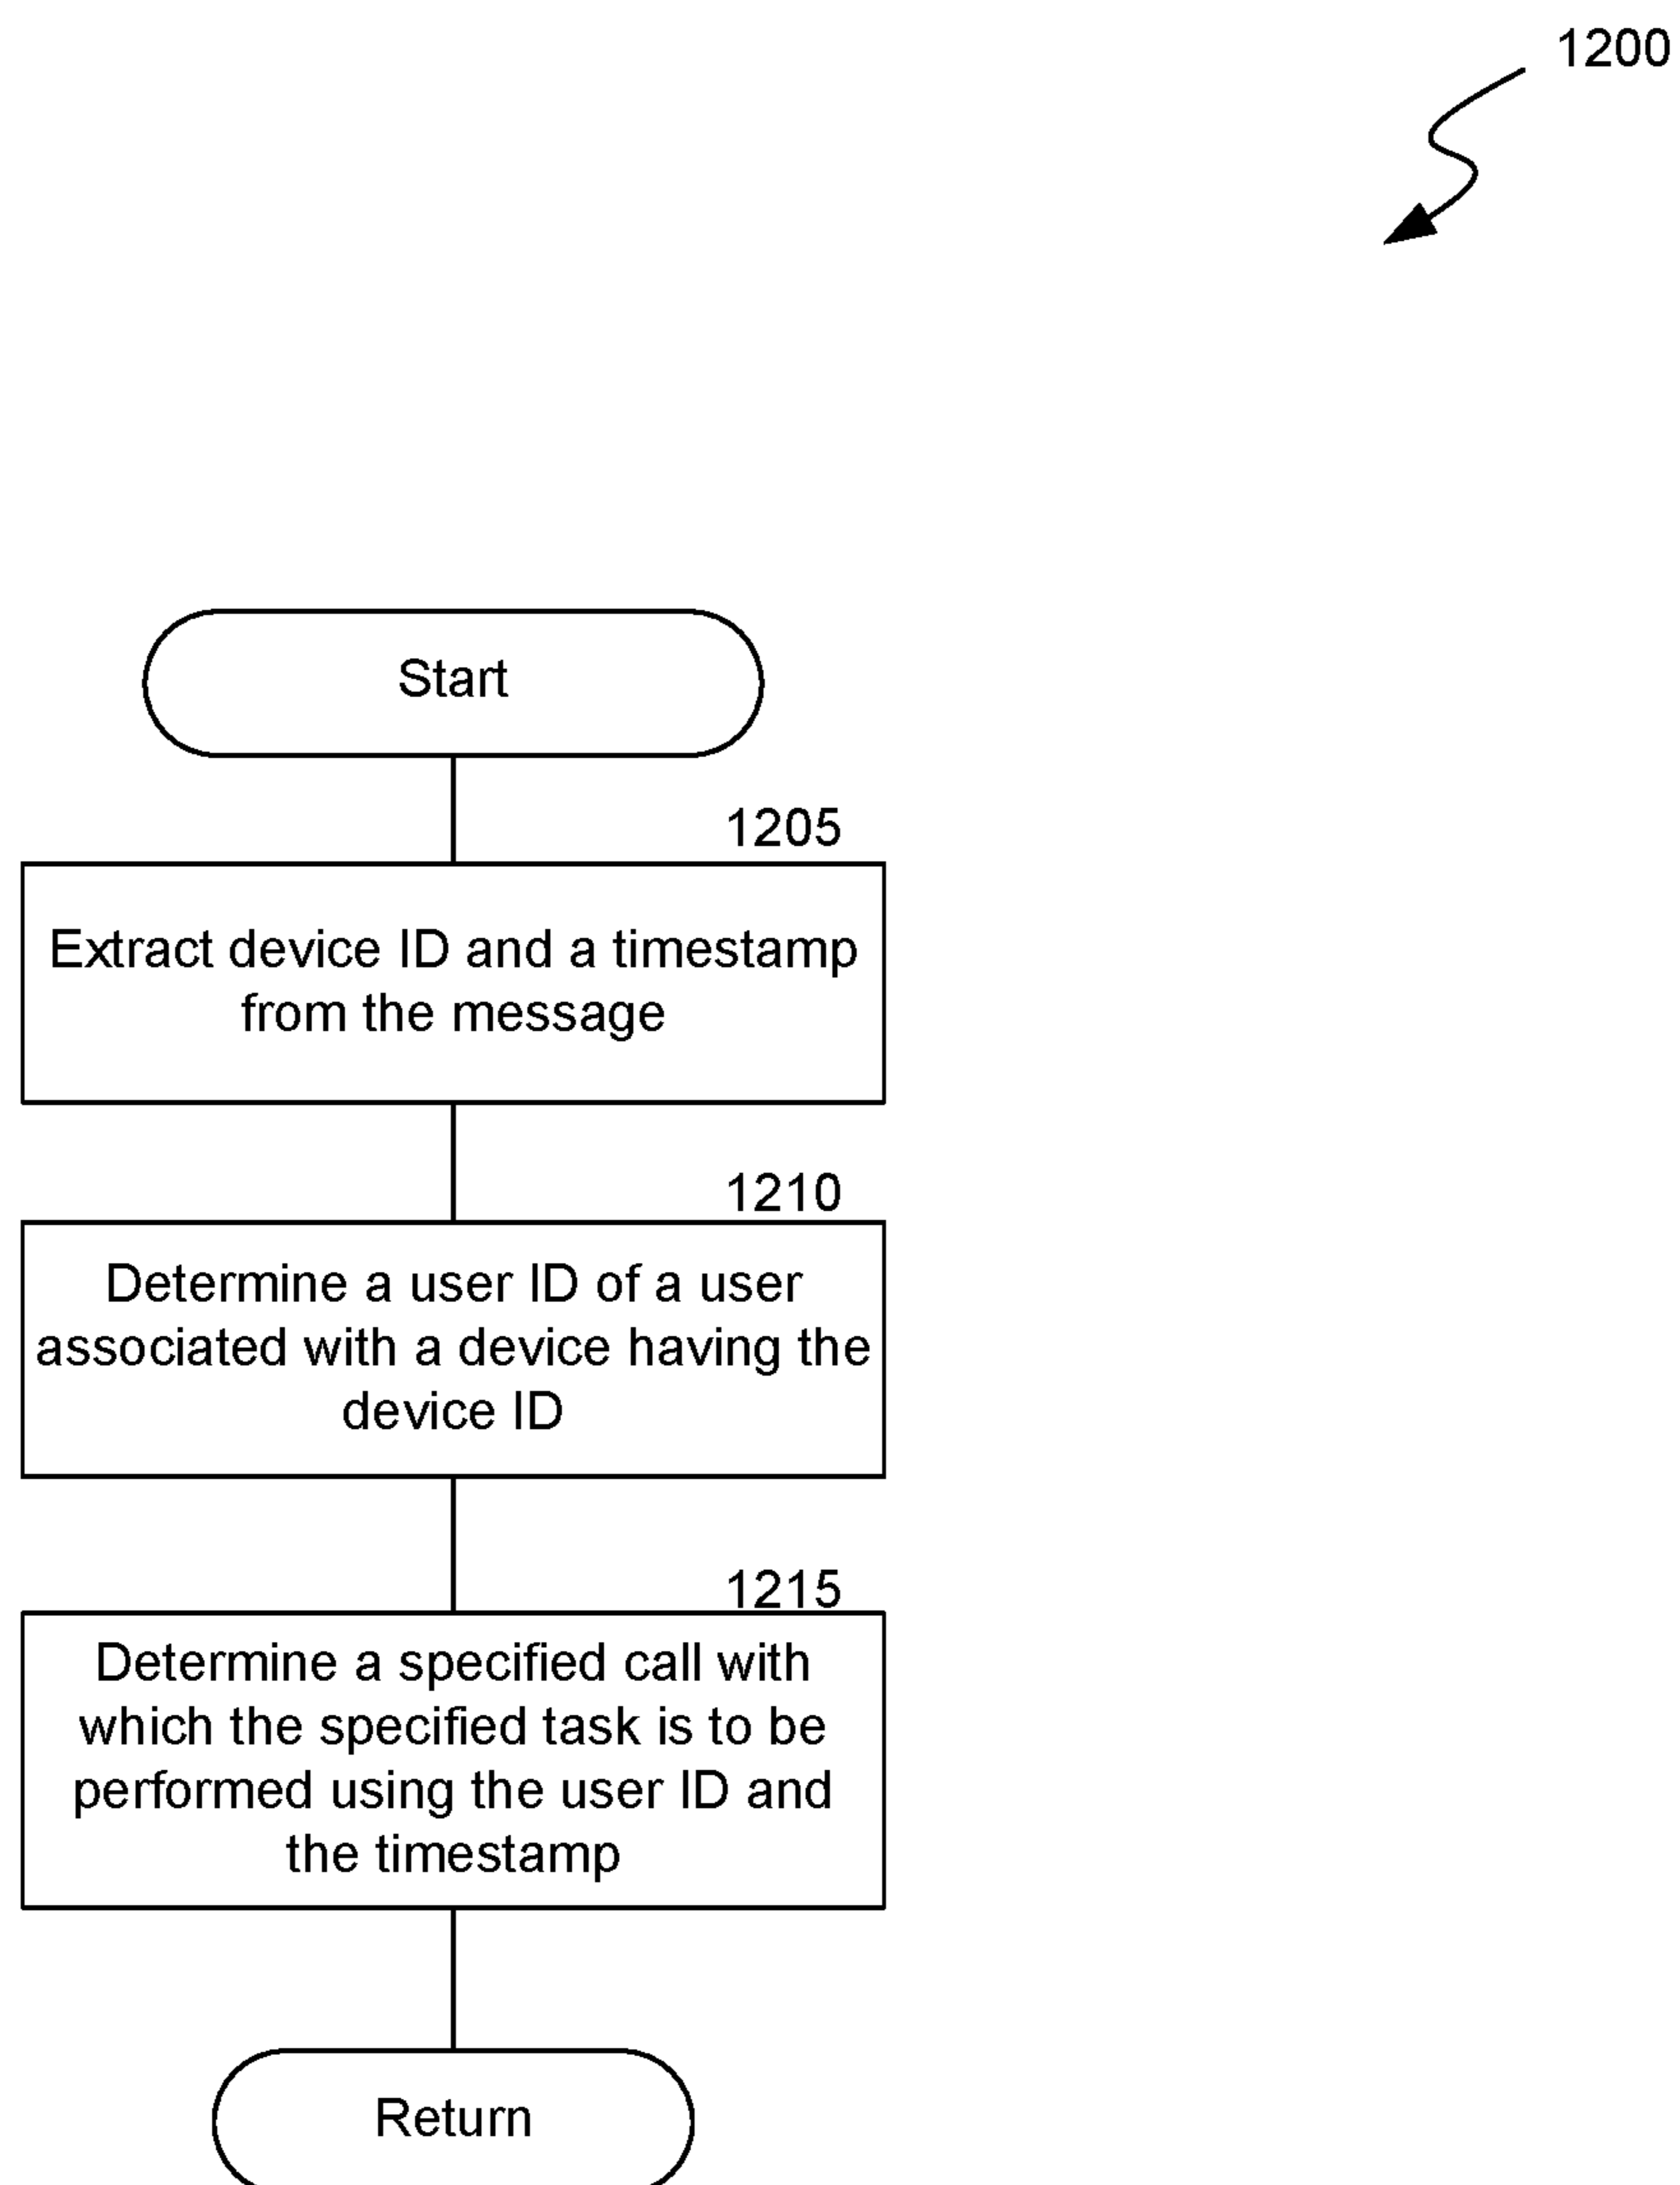 1200
Start
1205
Extract device ID and a timestamp
from the message
1210
Determine a user ID of a user
associated with a device having the
device ID
1215
Determine a specified call with
which the specified task is to be
performed using the user ID and
the timestamp
Return